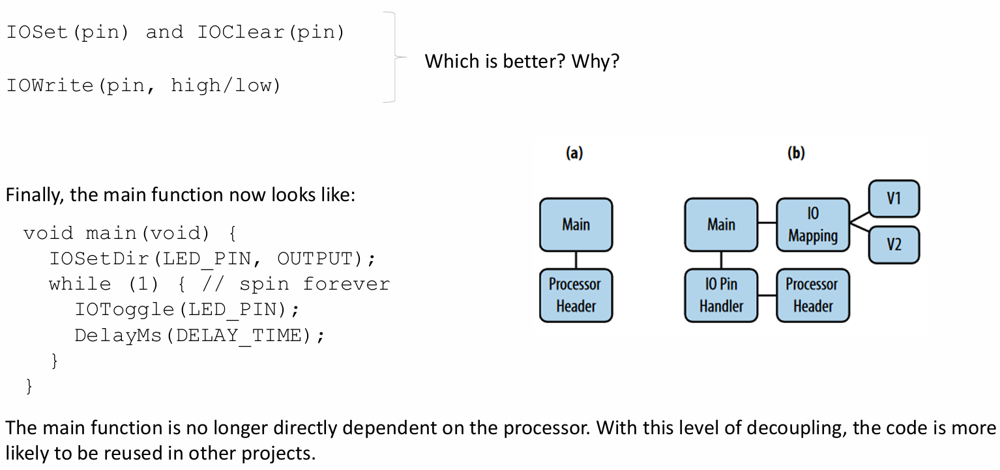 IOSet(pin) and IOClear(pin)
IOWrite(pin, high/low)
Which is better? Why?
Finally, the main function now looks like:
void main(void) {
IOSetDir(LED_PIN, OUTPUT);
while (1) { // spin forever
IOToggle(LED_PIN);
DelayMs(DELAY_TIME);
}
}
(a)
Main
Processor
Header
(b)
Main
IO
Mapping
V1
V2
IO Pin
Handler
Processor
Header
The main function is no longer directly dependent on the processor. With this level of decoupling, the code is more
likely to be reused in other projects.